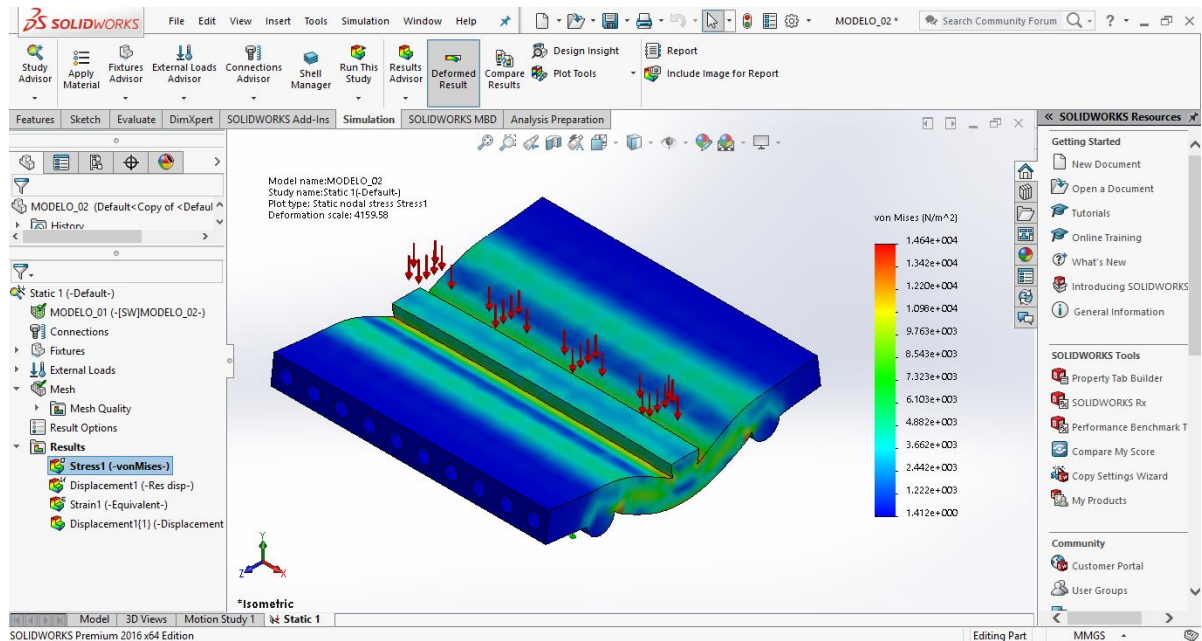 SOLIDWORKS
File Edit View Insert Tools Simulation Window Help
MODELO_02 *
Search Community Forum
Study Advisor
Apply Material
Fixtures Advisor
External Loads Advisor
Connections Advisor
Shell Manager
Run This Study
Results Advisor
Deformed Result
Compare Results
Design Insight
Plot Tools
Report
Include Image for Report
Features Sketch Evaluate DimXpert SOLIDWORKS Add-Ins Simulation SOLIDWORKS MBD Analysis Preparation
MODELO_02 (Default<Copy of <Defaul
History
Static 1 (-Default-)
MODELO_01 (-[SW]MODELO_02-)
Connections
Fixtures
External Loads
Mesh
Mesh Quality
Result Options
Results
Stress1 (-vonMises-)
Displacement1 (-Res disp-)
Strain1 (-Equivalent-)
Displacement1{1} (-Displacement
Model name:MODELO_02
Study name:Static 1(-Default-)
Plot type: Static nodal stress Stress1
Deformation scale: 4159.58
von Mises (N/m^2)
1.464e+004
1.342e+004
1.220e+004
1.098e+004
9.763e+003
8.543e+003
7.323e+003
6.103e+003
4.882e+003
3.662e+003
2.442e+003
1.222e+003
1.412e+000
Y
Z X
*Isometric
SOLIDWORKS Resources
Getting Started
New Document
Open a Document
Tutorials
Online Training
What's New
Introducing SOLIDWORKS
General Information
SOLIDWORKS Tools
Property Tab Builder
SOLIDWORKS Rx
Performance Benchmark T
Compare My Score
Copy Settings Wizard
My Products
Community
Customer Portal
User Groups
Model 3D Views Motion Study 1 Static 1
SOLIDWORKS Premium 2016 x64 Edition
Editing Part
MMGS